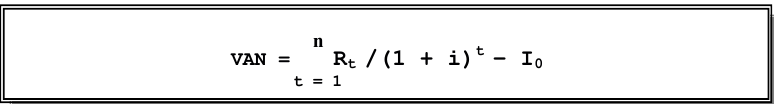 n
VAN = Rt /(1 + i)^t – I0
t = 1